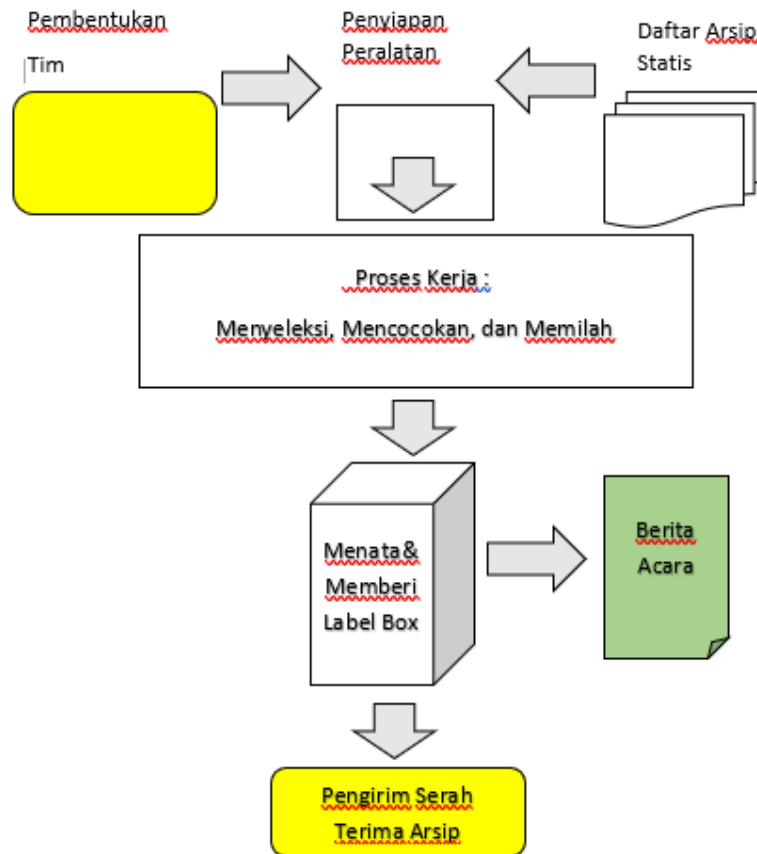 Pembentukan
Tim
Penyiapan
Peralatan
Daftar Arsip
Statis
Proses Kerja :
Menyeleksi, Mencocokan, dan Memilah
Menata&
Memberi
Label Box
Berita
Acara
Pengirim Serah
Terima Arsip